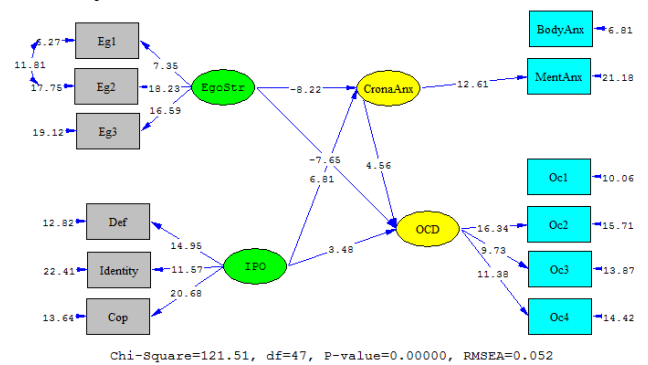 BodyAnx
6.81
6.27
Eg1
11.81
7.35
MentAnx
21.18
12.61
CronaAnx
-8.22
EgoStr
18.23
Eg2
17.75
16.59
19.12
Eg3
-7.65
6.81
4.56
Oc1
10.06
12.82
Def
14.95
16.34
Oc2
15.71
OCD
3.48
9.73
22.41
Identity
11.57
IPO
Oc3
13.87
11.38
20.68
13.64
Cop
Oc4
14.42
Chi-Square=121.51, df=47, P-value=0.00000, RMSEA=0.052